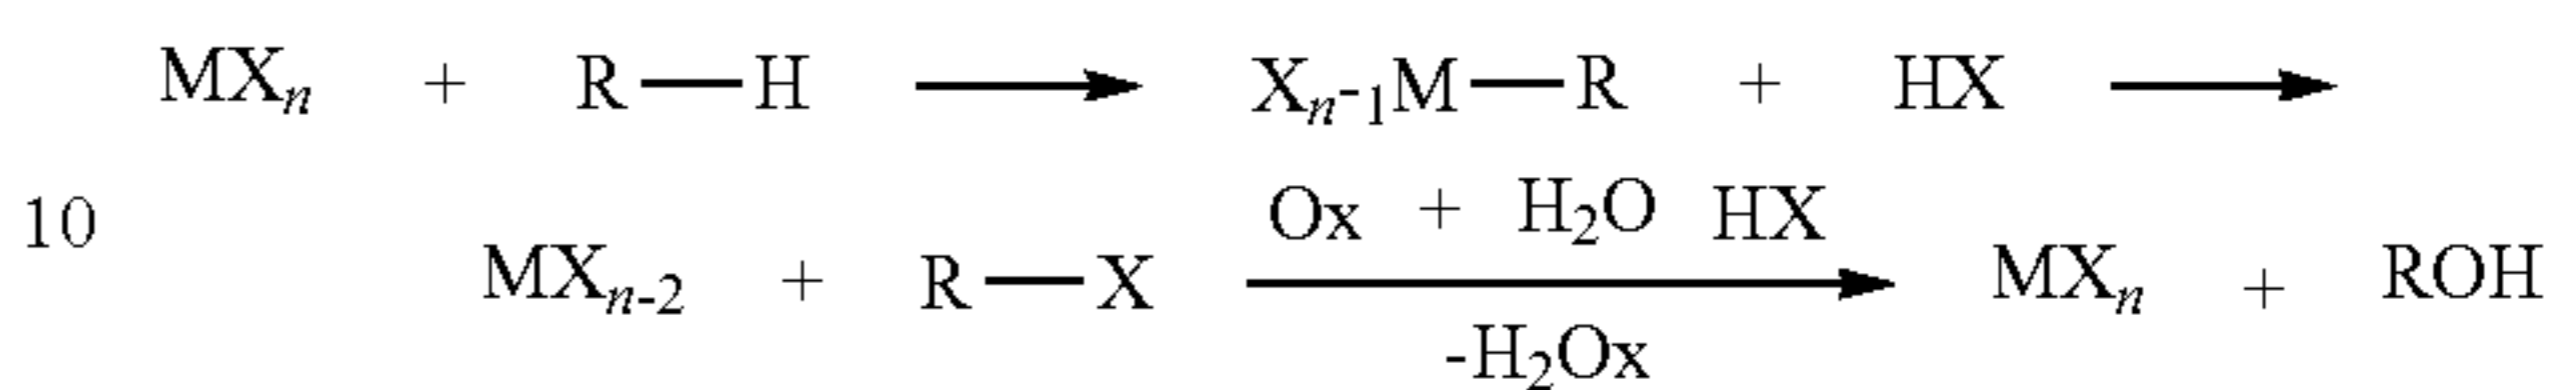 MXₙ + R—H ⟶ Xₙ₋₁M—R + HX ⟶
Ox + H₂O HX
10 MXₙ₋₂ + R—X ⟶ MXₙ + ROH
-H₂Ox